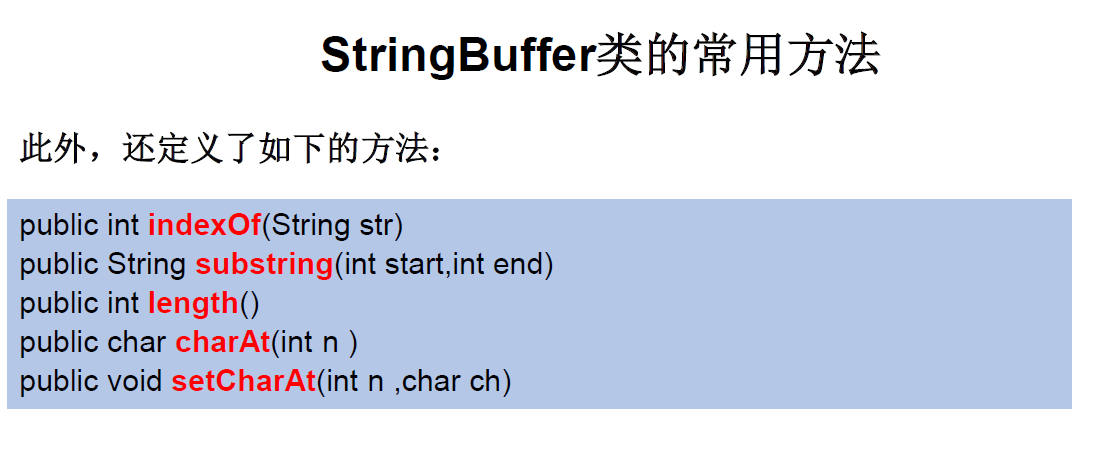 StringBuffer类的常用方法
此外，还定义了如下的方法：
public int indexOf(String str)
public String substring(int start,int end)
public int length()
public char charAt(int n )
public void setCharAt(int n ,char ch)